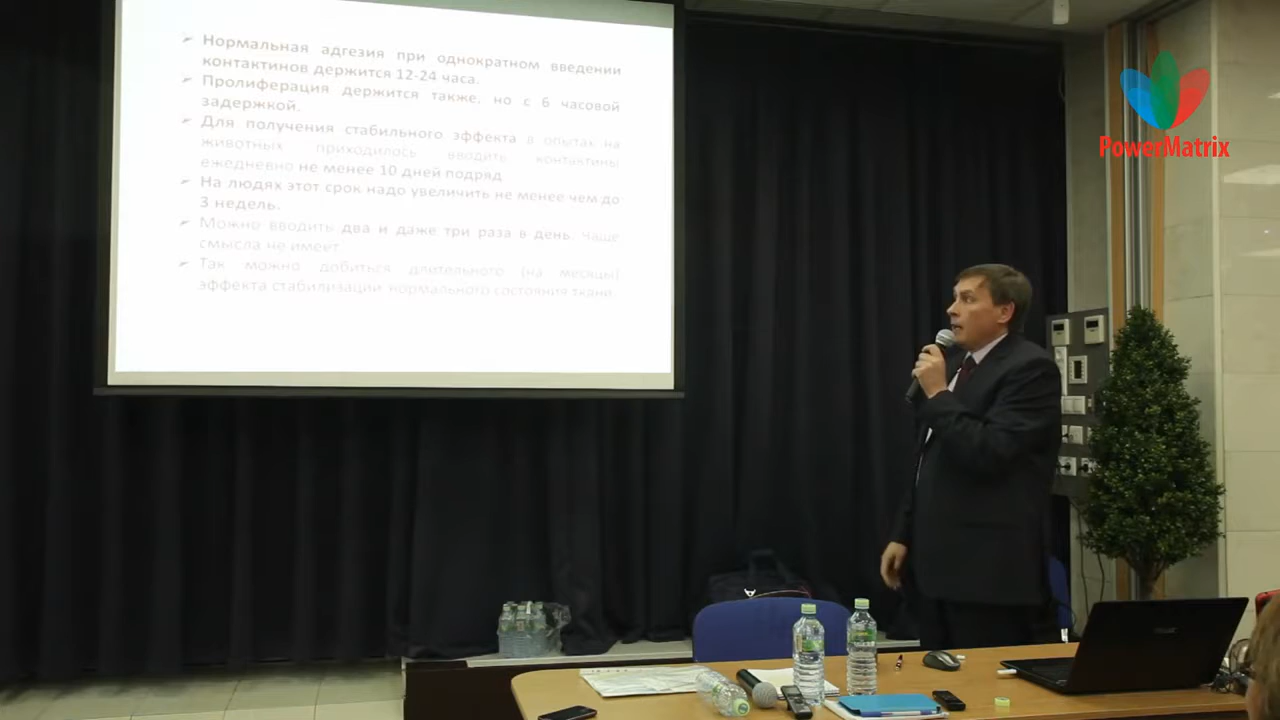 Нормальная адгезия при однократном введении
контактинов держится 12-24 часа.
Пролиферация держится также, но с 6 часовой
задержкой.
Для получения стабильного эффекта в опытах на
животных приходилось вводить контактины
ежедневно не менее 10 дней подряд
На людях этот срок надо увеличить не менее чем до
3 недель.
Можно вводить два и даже три раза в день. Чаще
смысла не имеет
Так можно добиться длительного (на месяцы)
эффекта стабилизации нормального состояния ткани.
PowerMatrix